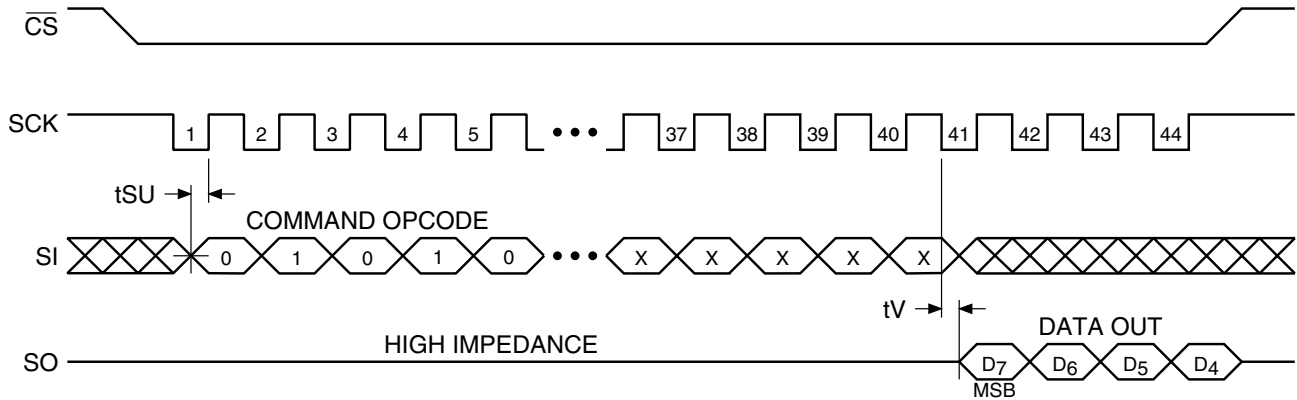 CS
SCK 1 2 3 4 5 ••• 37 38 39 40 41 42 43 44
tSU
COMMAND OPCODE
SI 0 1 0 1 0 ••• X X X X X
tV
DATA OUT
HIGH IMPEDANCE
SO D7 D6 D5 D4
MSB